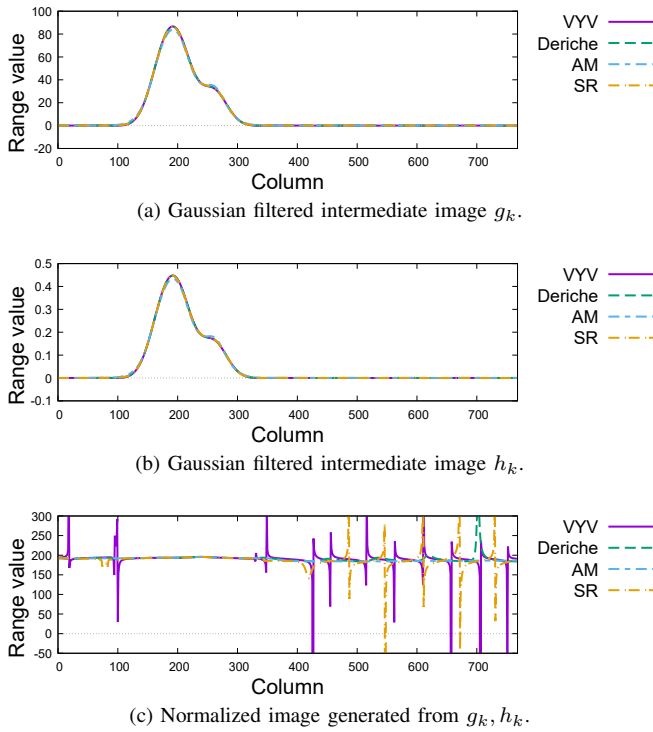 100
80
60
40
20
0
-20
Range value
0 100 200 300 400 500 600 700
Column
VYV
Deriche
AM
SR
(a) Gaussian filtered intermediate image g_k.
0.5
0.4
0.3
0.2
0.1
0
-0.1
Range value
0 100 200 300 400 500 600 700
Column
VYV
Deriche
AM
SR
(b) Gaussian filtered intermediate image h_k.
300
250
200
150
100
50
0
-50
Range value
0 100 200 300 400 500 600 700
Column
VYV
Deriche
AM
SR
(c) Normalized image generated from g_k, h_k.